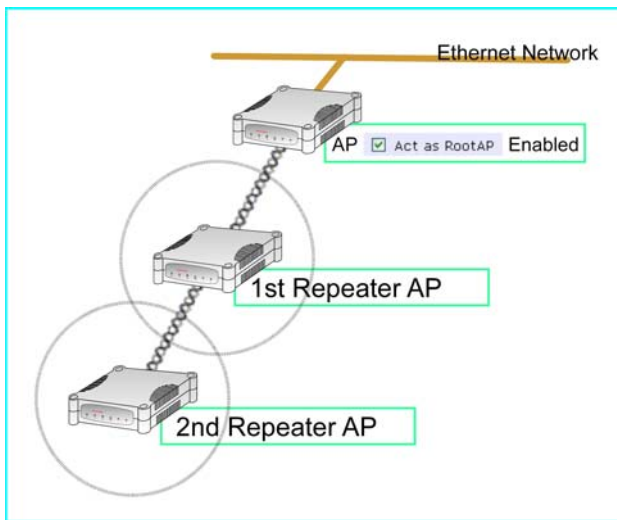 Ethernet Network
AP Act as RootAP Enabled
1st Repeater AP
2nd Repeater AP